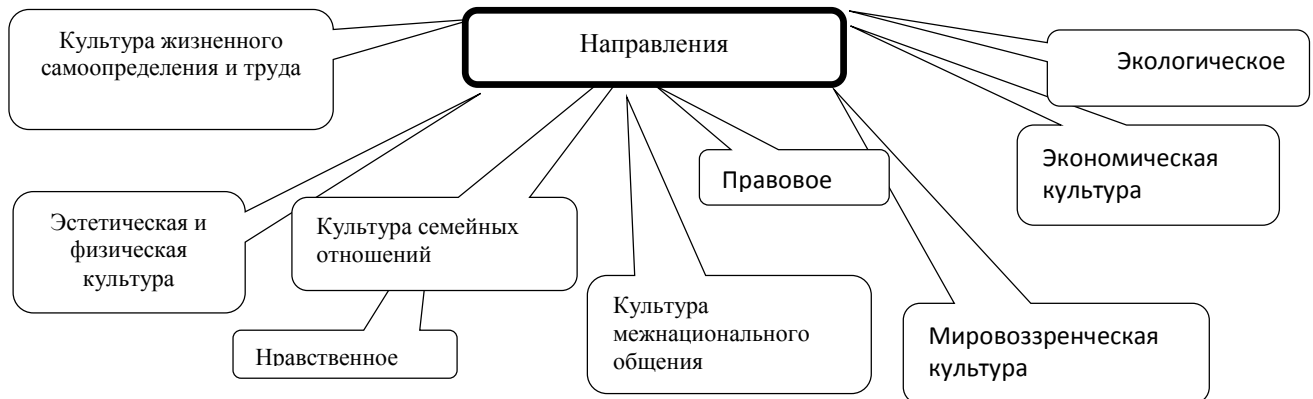 Направления
Культура жизненного
самоопределения и труда
Экологическое
Экономическая
культура
Правовое
Эстетическая и
физическая
культура
Культура семейных
отношений
Культура
межнационального
общения
Мировоззренческая
культура
Нравственное